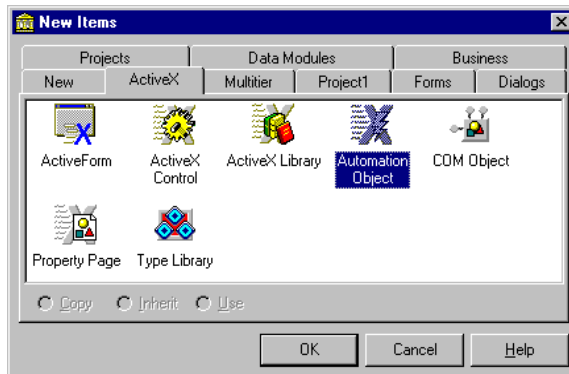 New Items
Projects Data Modules Business
New ActiveX Multitier Project1 Forms Dialogs
ActiveForm ActiveX Control ActiveX Library Automation Object COM Object
Property Page Type Library
Copy Inherit Use
OK Cancel Help